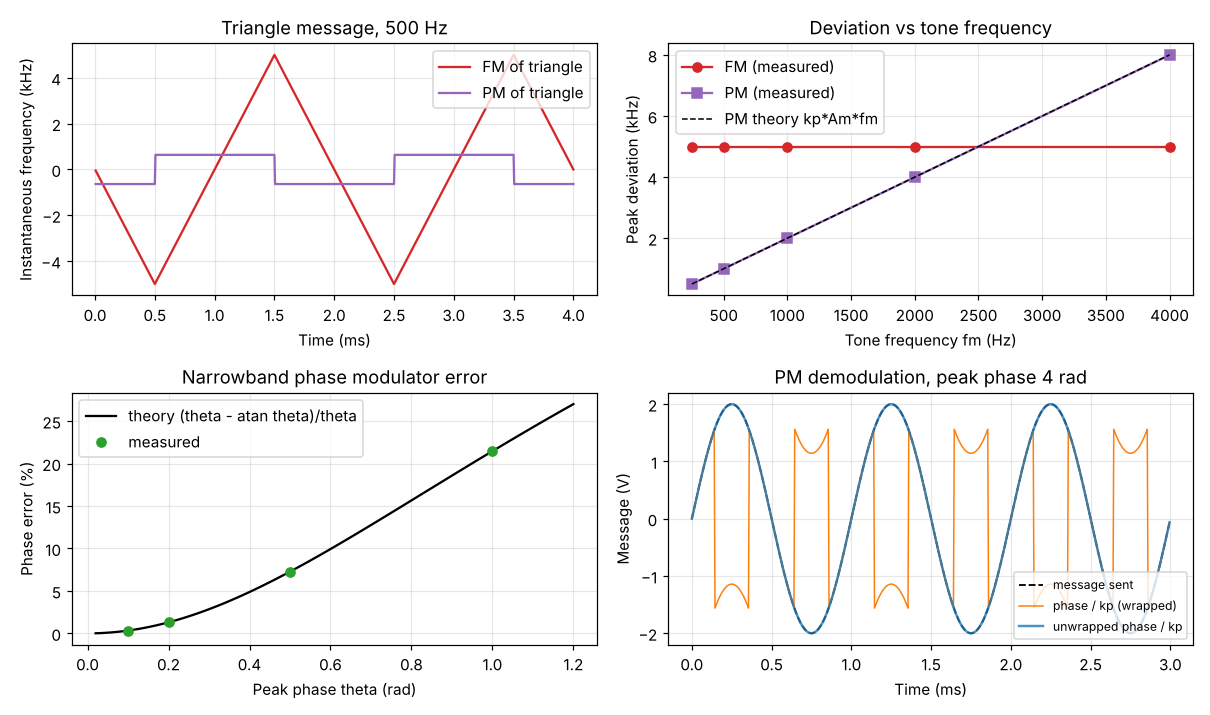 Triangle message, 500 Hz
Instantaneous frequency (kHz)
4
2
0
−2
−4
FM of triangle
PM of triangle
0.0 0.5 1.0 1.5 2.0 2.5 3.0 3.5 4.0
Time (ms)
Deviation vs tone frequency
Peak deviation (kHz)
8
6
4
2
FM (measured)
PM (measured)
PM theory kp*Am*fm
500 1000 1500 2000 2500 3000 3500 4000
Tone frequency fm (Hz)
Narrowband phase modulator error
Phase error (%)
25
20
15
10
5
0
theory (theta - atan theta)/theta
measured
0.0 0.2 0.4 0.6 0.8 1.0 1.2
Peak phase theta (rad)
PM demodulation, peak phase 4 rad
Message (V)
2
1
0
−1
−2
message sent
phase / kp (wrapped)
unwrapped phase / kp
0.0 0.5 1.0 1.5 2.0 2.5 3.0
Time (ms)